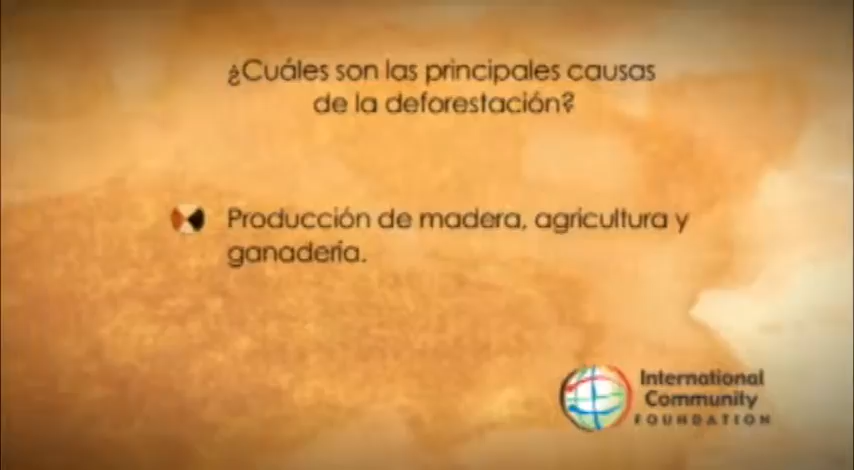 ¿Cuáles son las principales causas
de la deforestación?
Producción de madera, agricultura y
ganadería.
International
Community
FOUNDATION